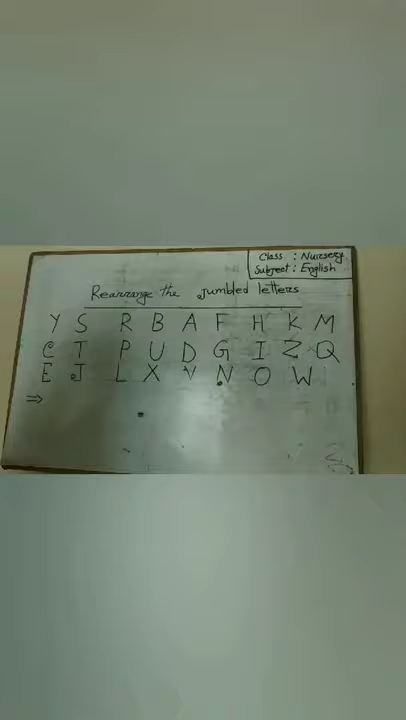 Class : Nursery
Subject : English
Rearrange the Jumbled letters
Y S R B A F H K M
C T P U D G I Z Q
E J L X V N O W
⇒